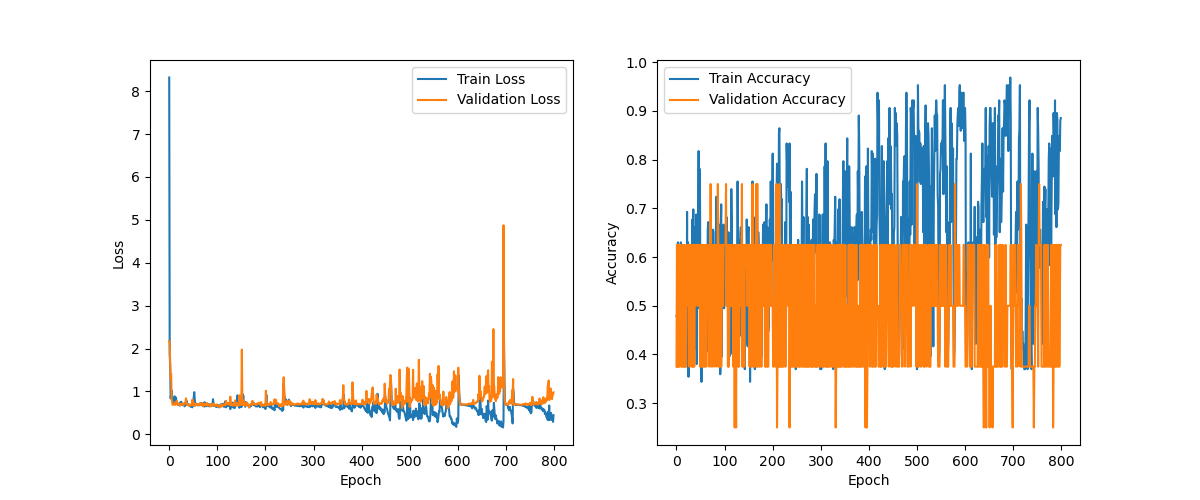 Train Loss
Validation Loss
8
7
6
5
4
3
2
1
0
Loss
0 100 200 300 400 500 600 700 800
Epoch
Train Accuracy
Validation Accuracy
1.0
0.9
0.8
0.7
0.6
0.5
0.4
0.3
Accuracy
0 100 200 300 400 500 600 700 800
Epoch